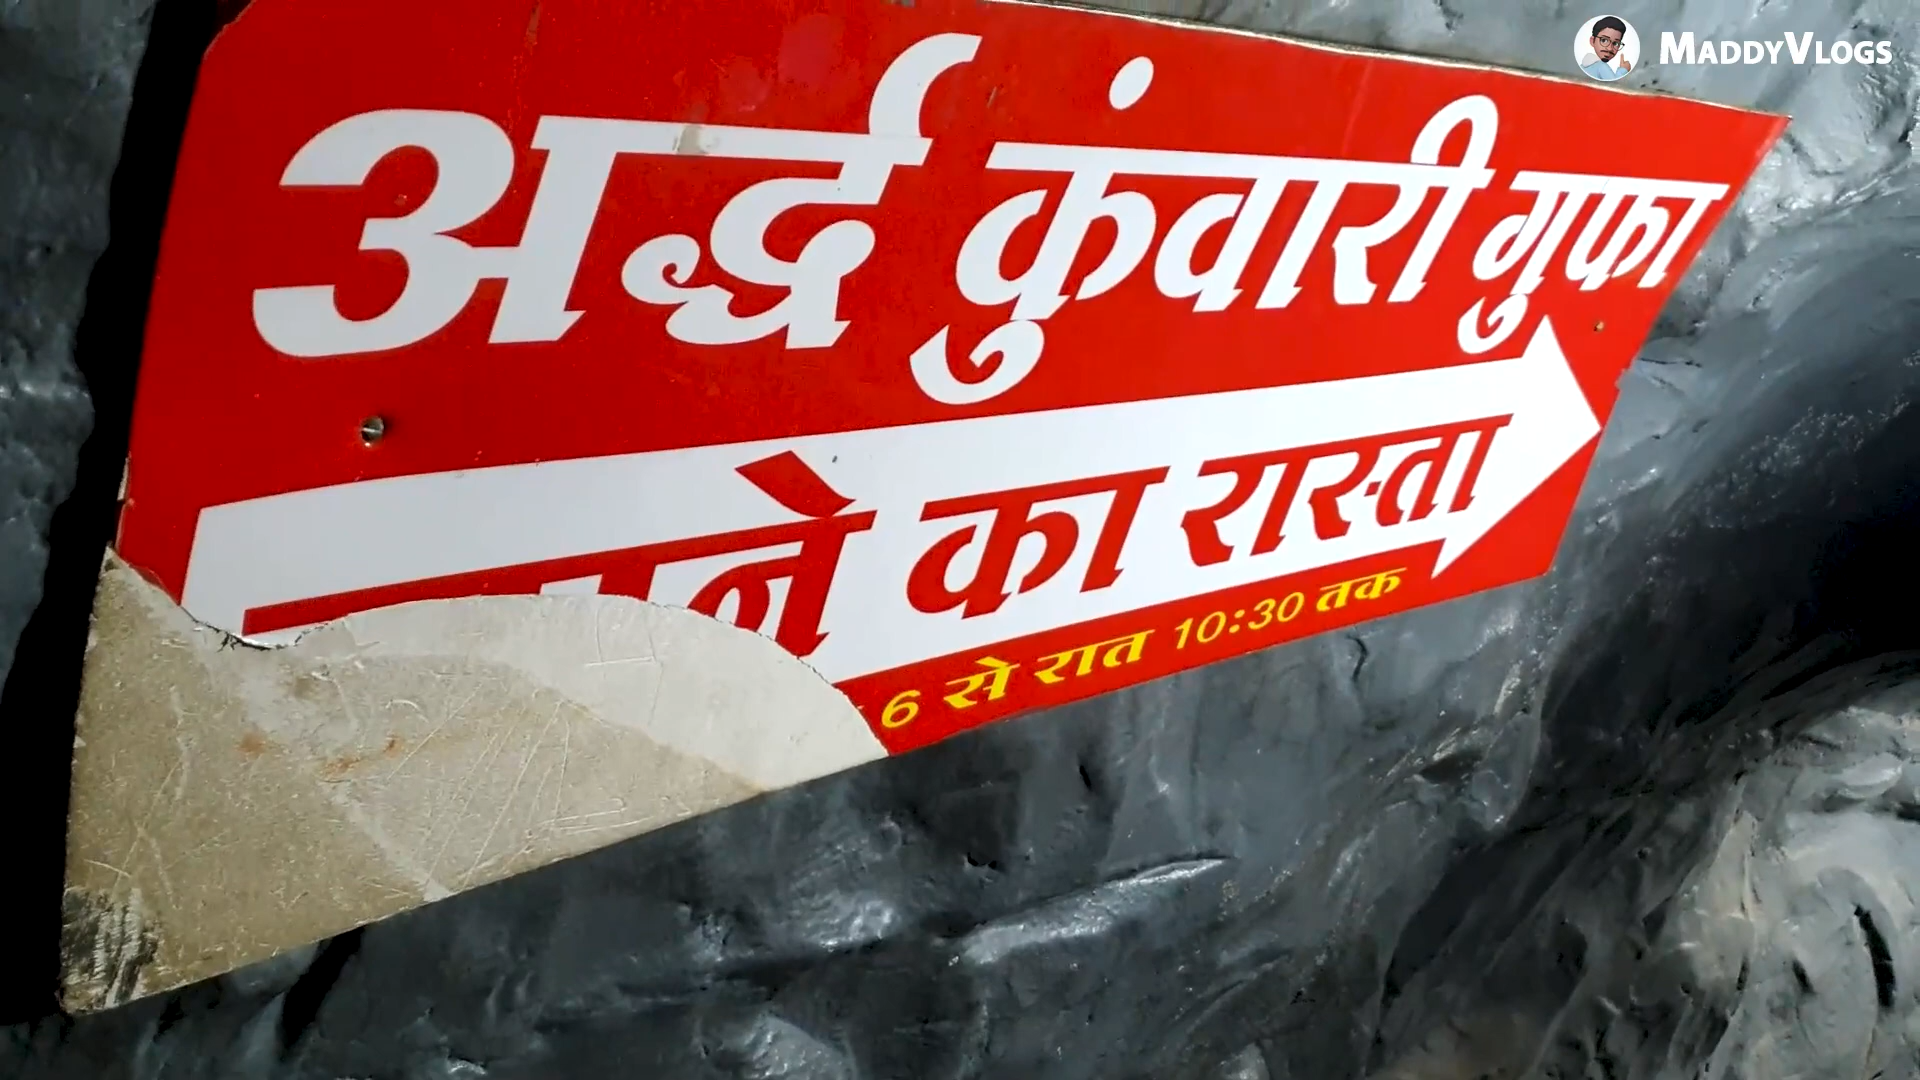 MADDYVLOGS
अर्द्ध कुंवारी गुफा
का रास्ता
6 से रात 10:30 तक